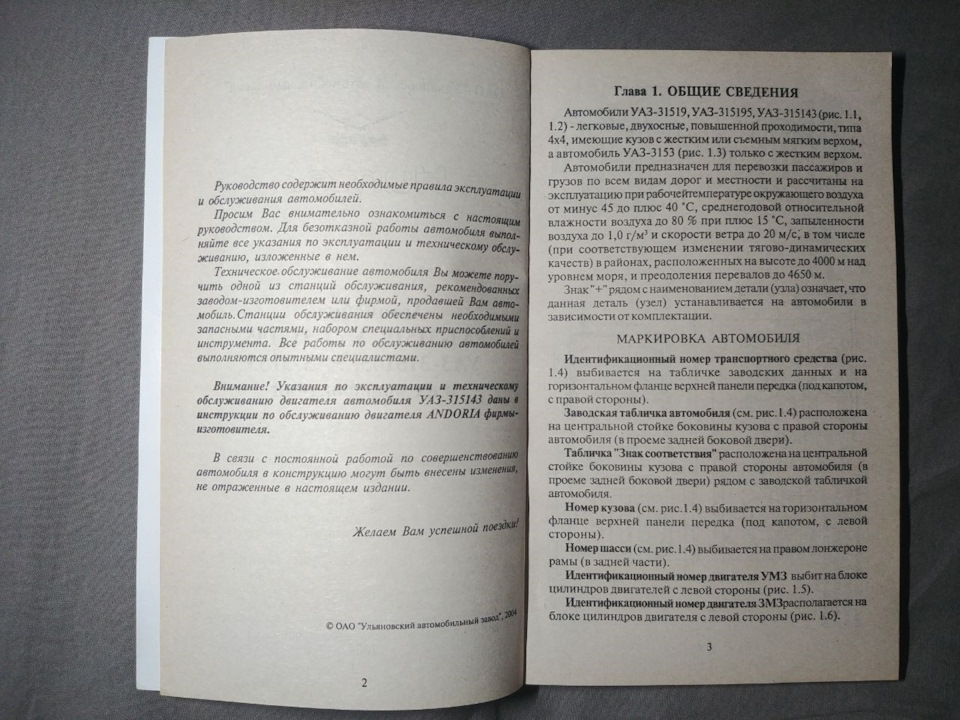 Руководство содержит необходимые правила эксплуатации
и обслуживания автомобилей.
Просим Вас внимательно ознакомиться с настоящим
руководством. Для безотказной работы автомобиля выпол-
няйте все указания по эксплуатации и техническому обслу-
живанию, изложенные в нем.
Техническое обслуживание автомобиля Вы можете пору-
чить одной из станций обслуживания, рекомендованных
заводом-изготовителем или фирмой, продавшей Вам авто-
мобиль. Станции обслуживания обеспечены необходимыми
запасными частями, набором специальных приспособлений и
инструмента. Все работы по обслуживанию автомобилей
выполняются опытными специалистами.
Внимание! Указания по эксплуатации и техническому
обслуживанию двигателя автомобиля УАЗ-315143 даны в
инструкции по обслуживанию двигателя ANDORIA фирмы-
изготовителя.
В связи с постоянной работой по совершенствованию
автомобиля в конструкцию могут быть внесены изменения,
не отраженные в настоящем издании.
Желаем Вам успешной поездки!
© ОАО "Ульяновский автомобильный завод", 2004
2
Глава 1. ОБЩИЕ СВЕДЕНИЯ
Автомобили УАЗ-31519, УАЗ-315195, УАЗ-315143 (рис. 1.1,
1.2) - легковые, двухосные, повышенной проходимости, типа
4x4, имеющие кузов с жестким или съемным мягким верхом,
а автомобиль УАЗ-3153 (рис. 1.3) только с жестким верхом.
Автомобили предназначен для перевозки пассажиров и
грузов по всем видам дорог и местности и рассчитаны на
эксплуатацию при рабочейтемпературе окружающего воздуха
от минус 45 до плюс 40 °С, среднегодовой относительной
влажности воздуха до 80 % при плюс 15 °С, запыленности
воздуха до 1,0 г/м³ и скорости ветра до 20 м/с, в том числе
(при соответствующем изменении тягово-динамических
качеств) в районах, расположенных на высоте до 4000 м над
уровнем моря, и преодоления перевалов до 4650 м.
Знак "+" рядом с наименованием детали (узла) означает, что
данная деталь (узел) устанавливается на автомобили в
зависимости от комплектации.
МАРКИРОВКА АВТОМОБИЛЯ
Идентификационный номер транспортного средства (рис.
1.4) выбивается на табличке заводских данных и на
горизонтальном фланце верхней панели передка (под капотом,
с правой стороны).
Заводская табличка автомобиля (см. рис.1.4) расположена
на центральной стойке боковины кузова с правой стороны
автомобиля (в проеме задней боковой двери).
Табличка "Знак соответствия" расположена на центральной
стойке боковины кузова с правой стороны автомобиля (в
проеме задней боковой двери) рядом с заводской табличкой
автомобиля.
Номер кузова (см. рис.1.4) выбивается на горизонтальном
фланце верхней панели передка (под капотом, с левой
стороны).
Номер шасси (см. рис.1.4) выбивается на правом лонжероне
рамы (в задней части).
Идентификационный номер двигателя УМЗ выбит на блоке
цилиндров двигателей с левой стороны (рис. 1.5).
Идентификационный номер двигателя ЗМЗрасполагается на
блоке цилиндров двигателя с левой стороны (рис. 1.6).
3